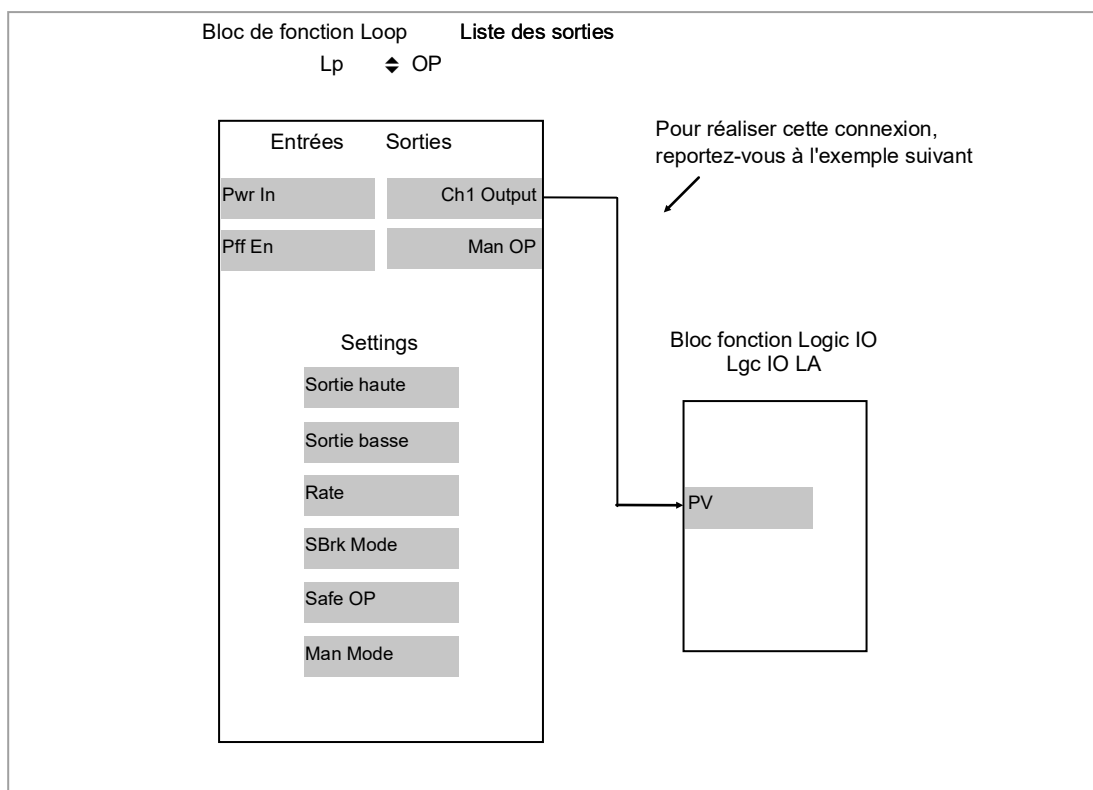 Bloc de fonction Loop Liste des sorties
Lp OP
Pour réaliser cette connexion,
reportez-vous à l'exemple suivant
Entrées Sorties
Pwr In Ch1 Output
Pff En Man OP
Settings
Sortie haute
Sortie basse
Rate
SBrk Mode
Safe OP
Man Mode
Bloc fonction Logic IO
Lgc IO LA
PV